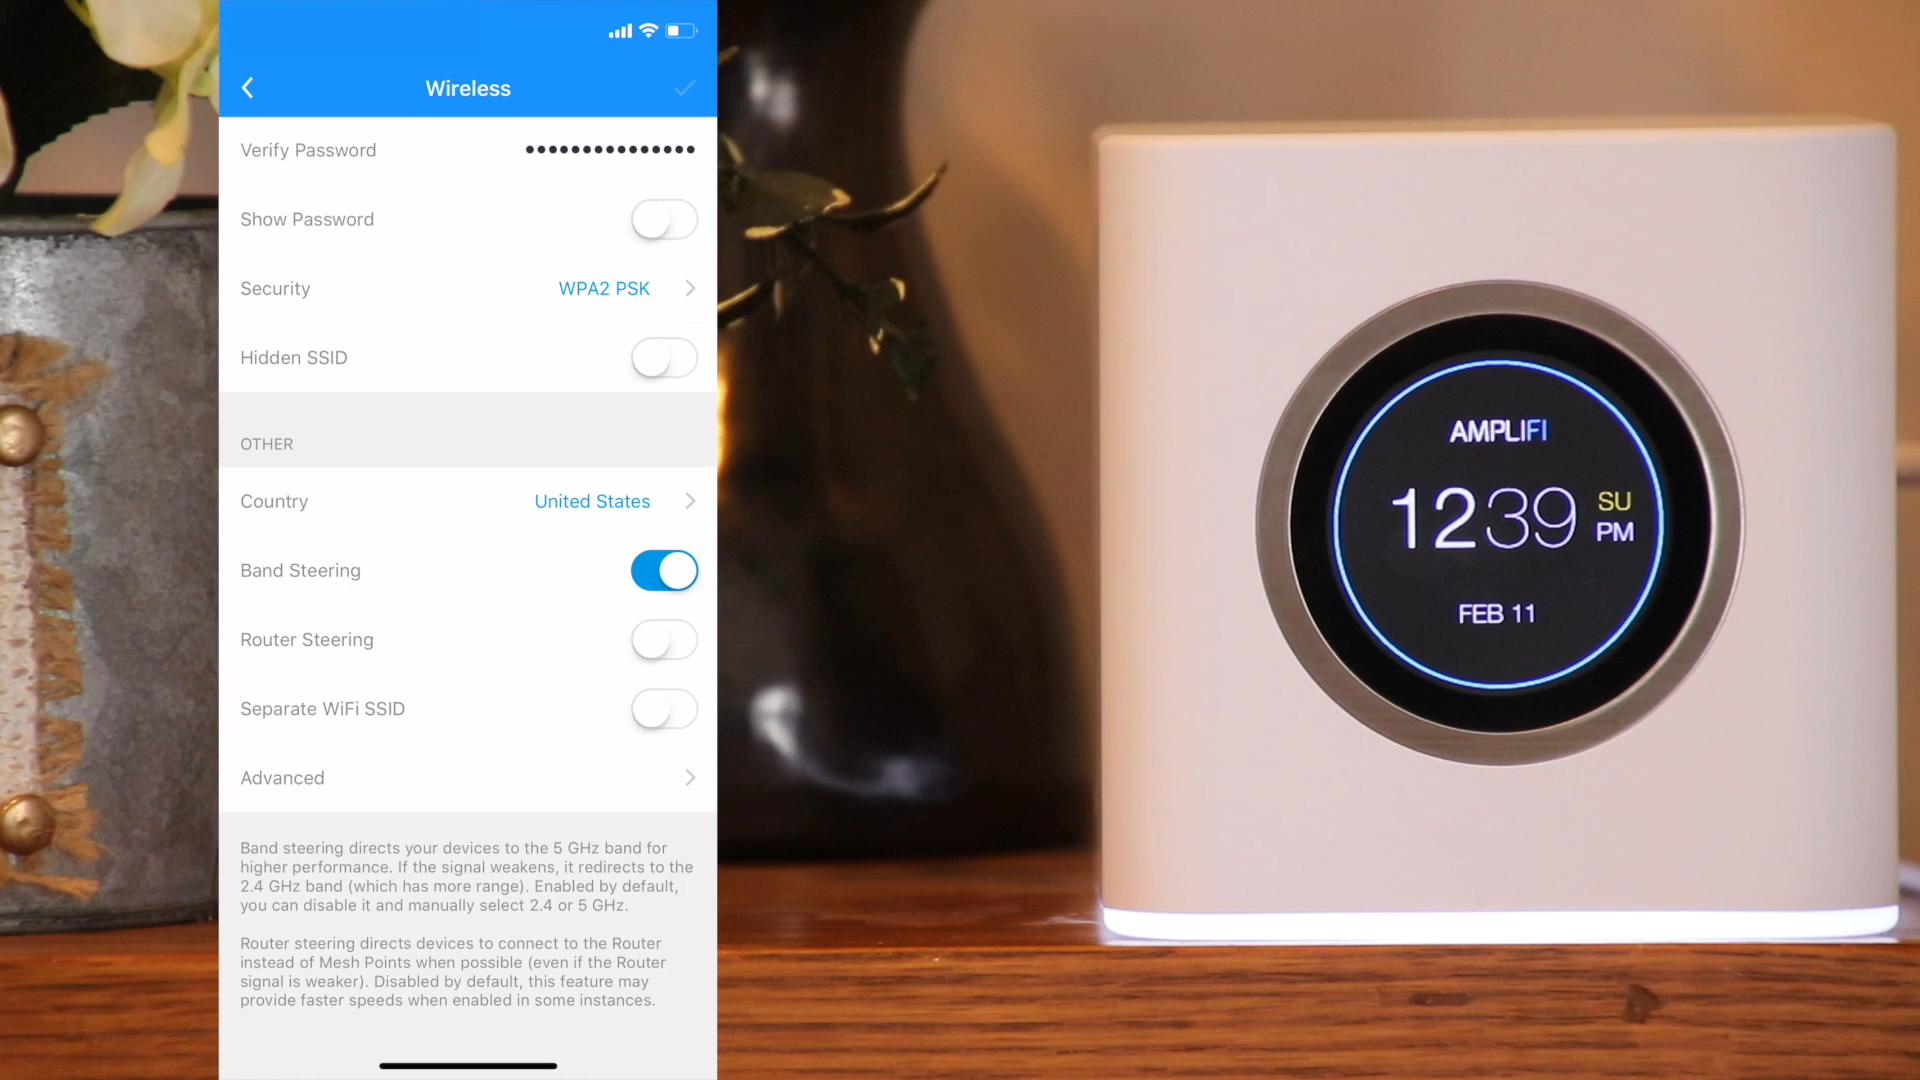 Wireless
Verify Password ●●●●●●●●●●●●●●●
Show Password
Security WPA2 PSK
Hidden SSID
OTHER
Country United States
Band Steering
Router Steering
Separate WiFi SSID
Advanced
Band steering directs your devices to the 5 GHz band for
higher performance. If the signal weakens, it redirects to the
2.4 GHz band (which has more range). Enabled by default,
you can disable it and manually select 2.4 or 5 GHz.
Router steering directs devices to connect to the Router
instead of Mesh Points when possible (even if the Router
signal is weaker). Disabled by default, this feature may
provide faster speeds when enabled in some instances.
AMPLIFI
1239 SU
PM
FEB 11